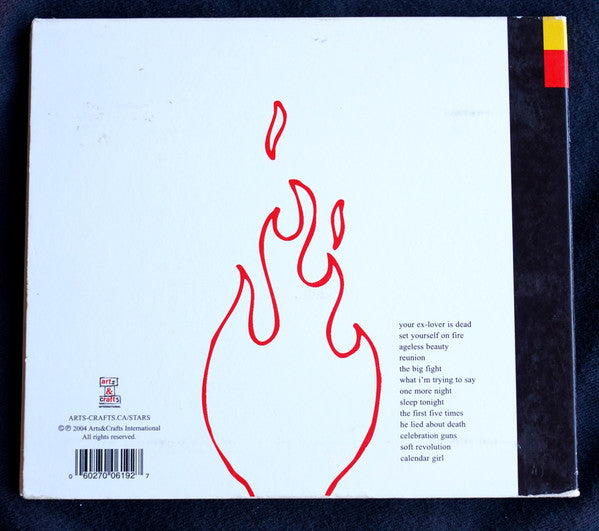 your ex-lover is dead
set yourself on fire
ageless beauty
reunion
the big fight
what i'm trying to say
one more night
sleep tonight
the first five times
he lied about death
celebration guns
soft revolution
calendar girl
arts
&
crafts
INTERNATIONAL
ARTS-CRAFTS.CA/STARS
©℗ 2004 Arts&Crafts International
All rights reserved.
0 60270 06192 7